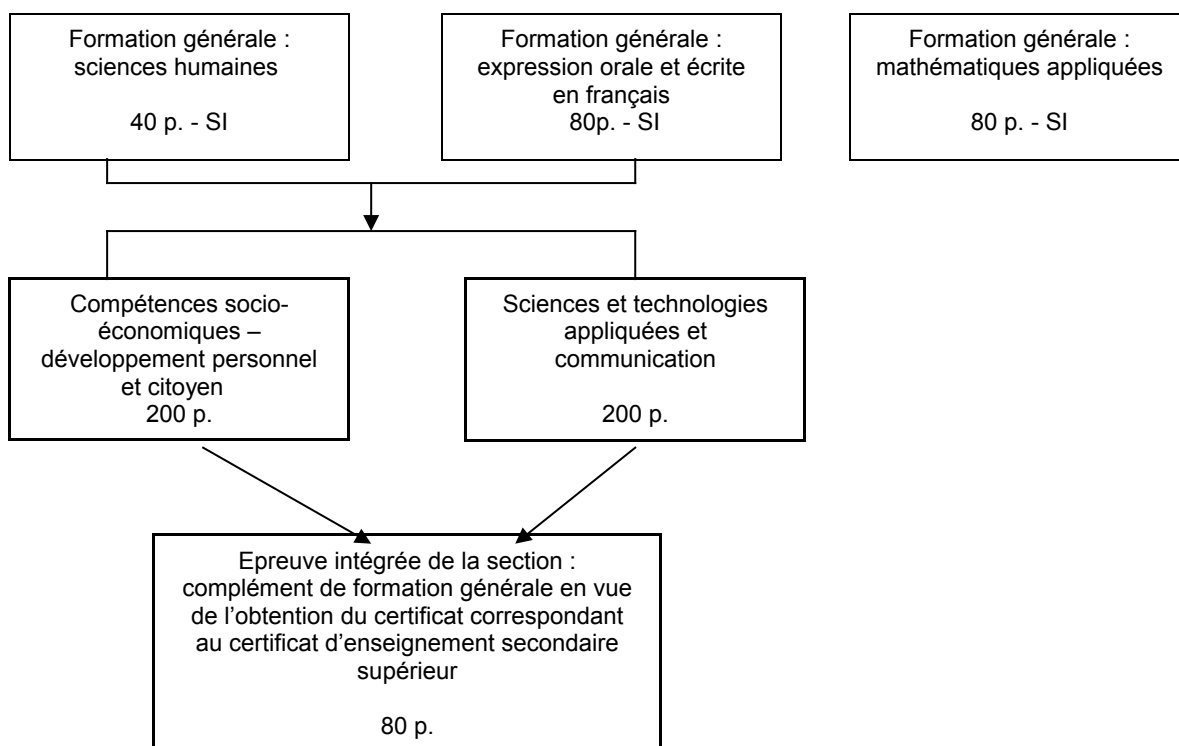 Formation générale :
sciences humaines
40 p. - SI
Formation générale :
expression orale et écrite
en français
80p. - SI
Formation générale :
mathématiques appliquées
80 p. - SI
Compétences socio-
économiques –
développement personnel
et citoyen
200 p.
Sciences et technologies
appliquées et
communication
200 p.
Epreuve intégrée de la section :
complément de formation générale en vue
de l’obtention du certificat correspondant
au certificat d’enseignement secondaire
supérieur
80 p.